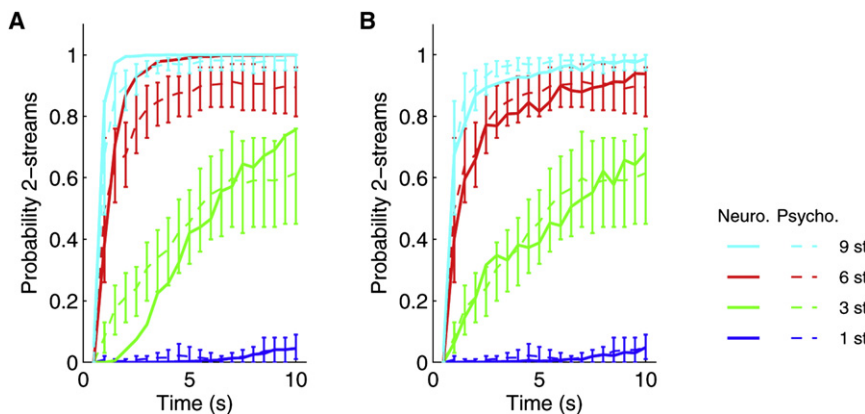 A
B
Probability 2-streams
1
0.8
0.6
0.4
0.2
0
0
5
10
Time (s)
Probability 2-streams
1
0.8
0.6
0.4
0.2
0
0
5
10
Time (s)
Neuro. Psycho.
9 st
6 st
3 st
1 st